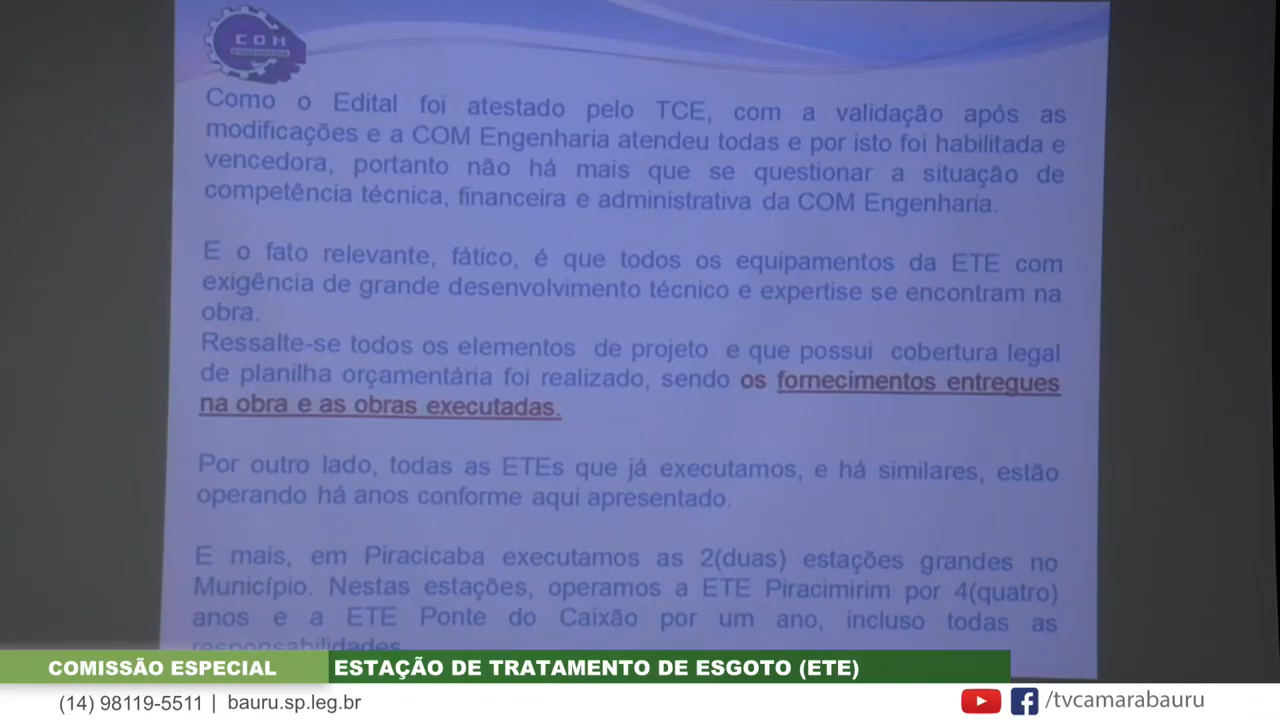 COM
ENGENHARIA
Como o Edital foi atestado pelo TCE, com a validação após as
modificações e a COM Engenharia atendeu todas e por isto foi habilitada e
vencedora, portanto não há mais que se questionar a situação de
competência técnica, financeira e administrativa da COM Engenharia.
E o fato relevante, fático, é que todos os equipamentos da ETE com
exigência de grande desenvolvimento técnico e expertise se encontram na
obra.
Ressalte-se todos os elementos de projeto e que possui cobertura legal
de planilha orçamentária foi realizado, sendo os fornecimentos entregues
na obra e as obras executadas.
Por outro lado, todas as ETEs que já executamos, e há similares, estão
operando há anos conforme aqui apresentado.
E mais, em Piracicaba executamos as 2(duas) estações grandes no
Município. Nestas estações, operamos a ETE Piracimirim por 4(quatro)
anos e a ETE Ponte do Caixão por um ano, incluso todas as
responsabilidades
COMISSÃO ESPECIAL ESTAÇÃO DE TRATAMENTO DE ESGOTO (ETE)
(14) 98119-5511 | bauru.sp.leg.br /tvcamarabauru